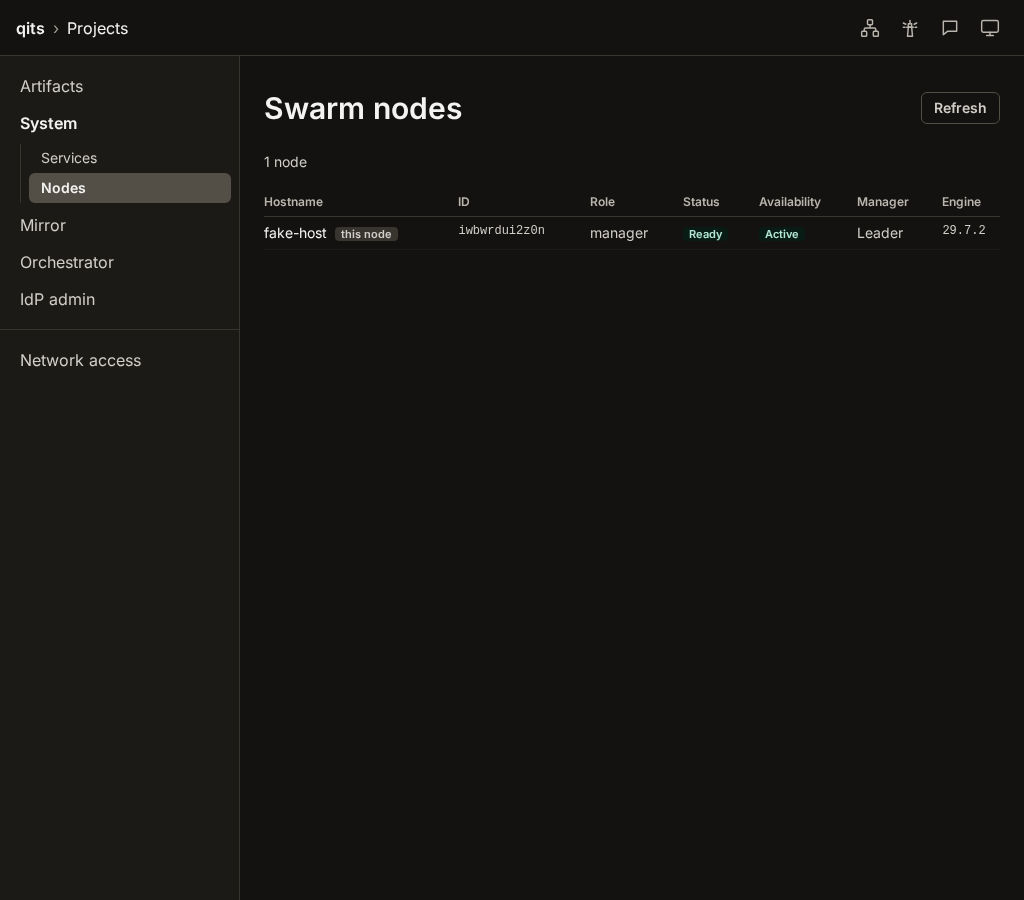 qits › Projects
Artifacts
System
Services
Nodes
Mirror
Orchestrator
IdP admin
Network access
Swarm nodes
Refresh
1 node
Hostname ID Role Status Availability Manager Engine
fake-host this node iwbwrdui2z0n manager Ready Active Leader 29.7.2